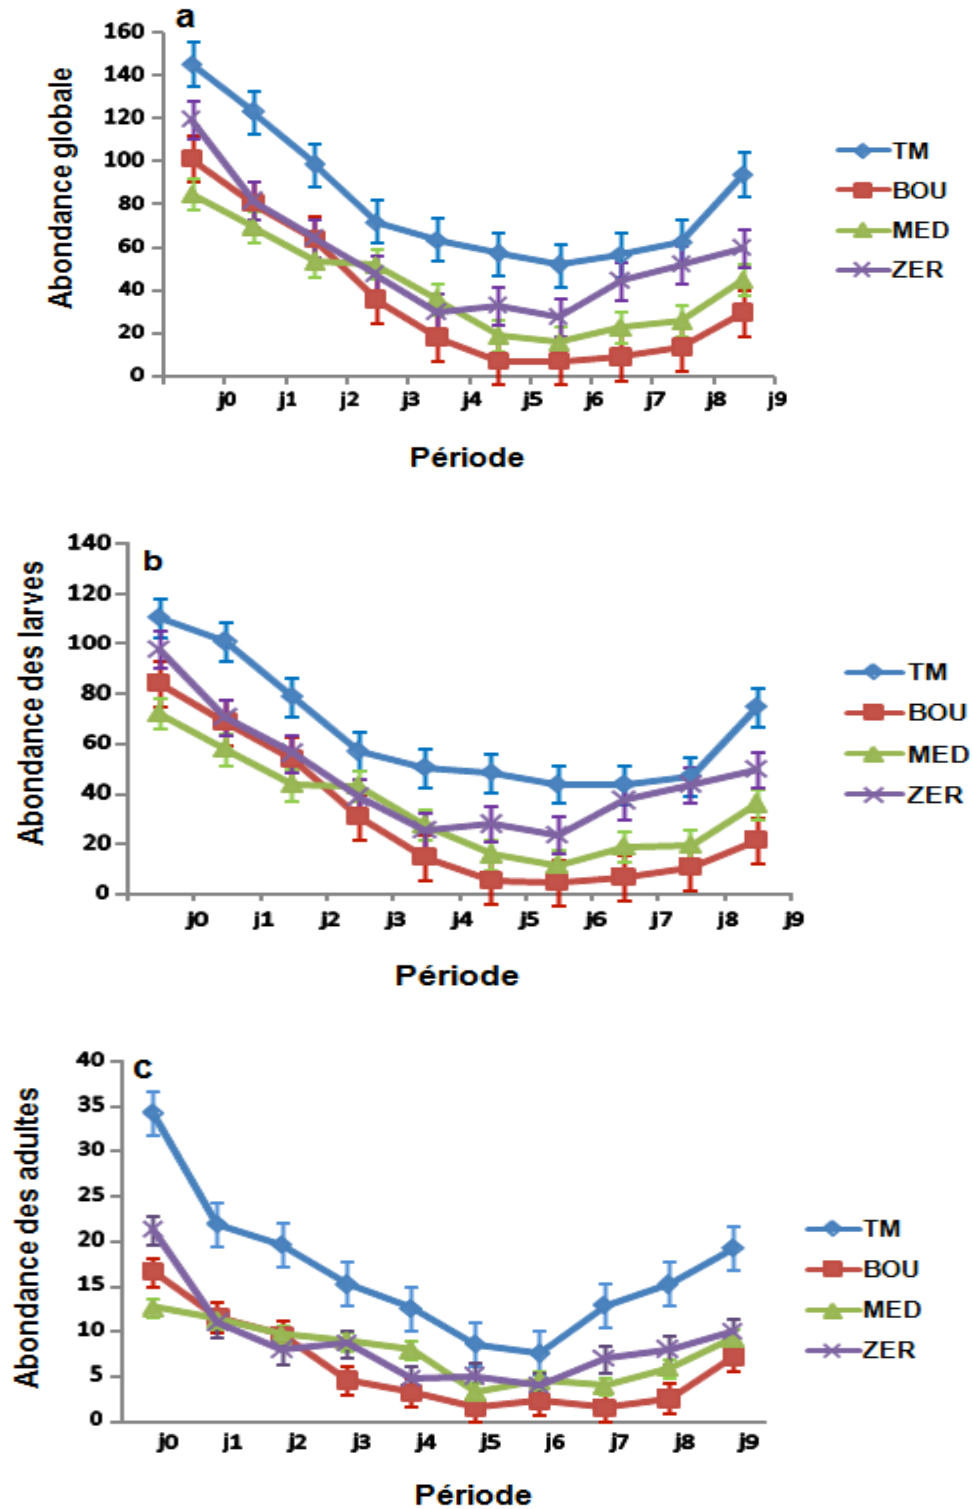 a
Abondance globale
160
140
120
100
80
60
40
20
0
j0 j1 j2 j3 j4 j5 j6 j7 j8 j9
Période
TM
BOU
MED
ZER
b
Abondance des larves
140
120
100
80
60
40
20
0
j0 j1 j2 j3 j4 j5 j6 j7 j8 j9
Période
TM
BOU
MED
ZER
c
Abondance des adultes
40
35
30
25
20
15
10
5
0
j0 j1 j2 j3 j4 j5 j6 j7 j8 j9
Période
TM
BOU
MED
ZER